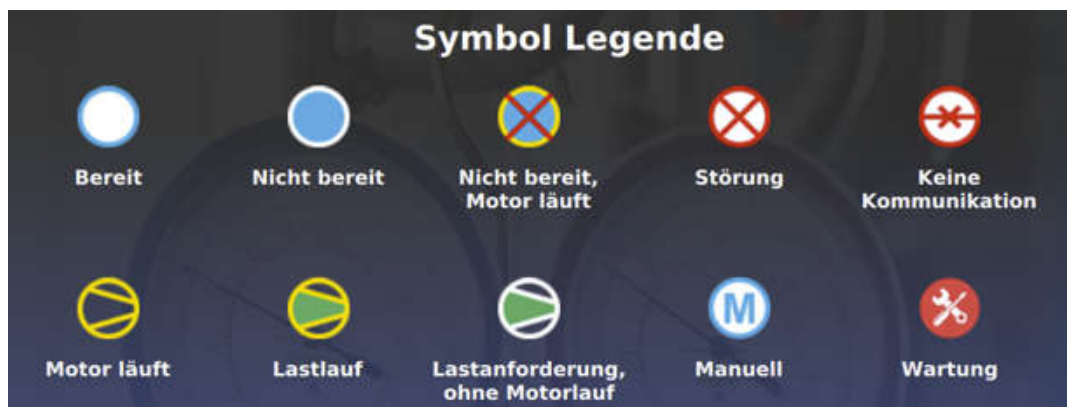 Symbol Legende
Bereit
Nicht bereit
Nicht bereit,
Motor läuft
Störung
Keine
Kommunikation
Motor läuft
Lastlauf
Lastanforderung,
ohne Motorlauf
M
Manuell
Wartung